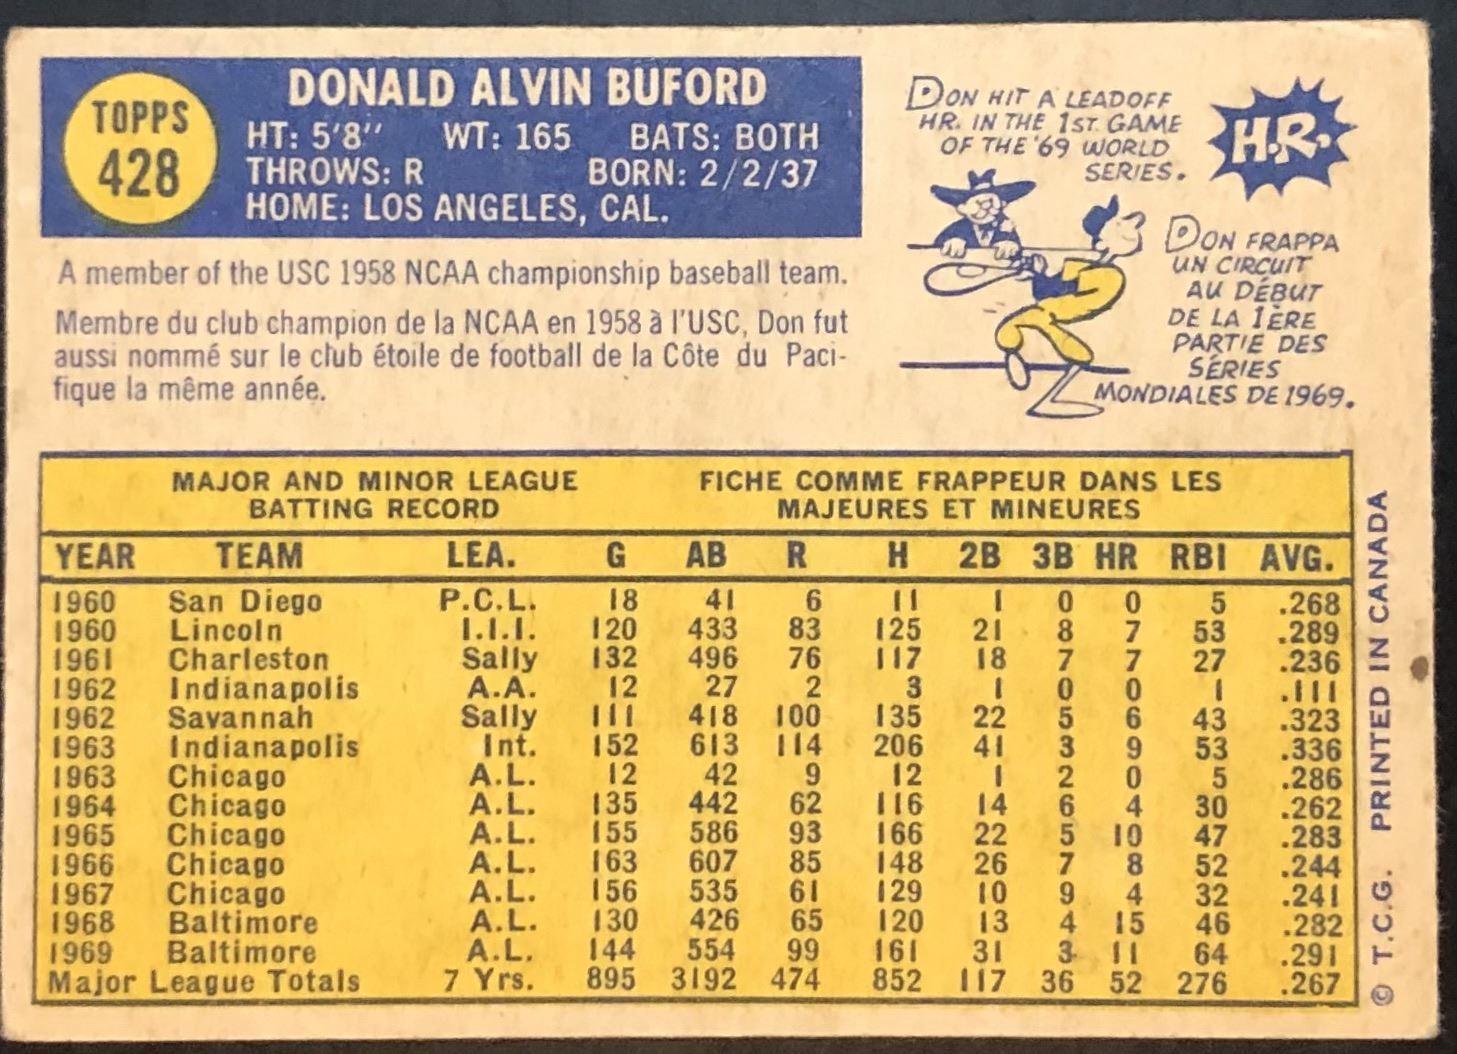 TOPPS
428
DONALD ALVIN BUFORD
HT: 5'8" WT: 165 BATS: BOTH
THROWS: R BORN: 2/2/37
HOME: LOS ANGELES, CAL.
A member of the USC 1958 NCAA championship baseball team.
Membre du club champion de la NCAA en 1958 à l'USC, Don fut
aussi nommé sur le club étoile de football de la Côte du Paci-
fique la même année.
DON HIT A LEADOFF
HR. IN THE 1ST. GAME
OF THE '69 WORLD
SERIES.
H.R.
DON FRAPPA
UN CIRCUIT
AU DÉBUT
DE LA 1ÈRE
PARTIE DES
SÉRIES
MONDIALES DE 1969.
MAJOR AND MINOR LEAGUE
BATTING RECORD
FICHE COMME FRAPPEUR DANS LES
MAJEURES ET MINEURES
YEAR TEAM LEA. G AB R H 2B 3B HR RBI AVG.
1960 San Diego P.C.L. 18 41 6 11 1 0 0 5 .268
1960 Lincoln I.I.I. 120 433 83 125 21 8 7 53 .289
1961 Charleston Sally 132 496 76 117 18 7 7 27 .236
1962 Indianapolis A.A. 12 27 2 3 1 0 0 1 .111
1962 Savannah Sally 111 418 100 135 22 5 6 43 .323
1963 Indianapolis Int. 152 613 114 206 41 3 9 53 .336
1963 Chicago A.L. 12 42 9 12 1 2 0 5 .286
1964 Chicago A.L. 135 442 62 116 14 6 4 30 .262
1965 Chicago A.L. 155 586 93 166 22 5 10 47 .283
1966 Chicago A.L. 163 607 85 148 26 7 8 52 .244
1967 Chicago A.L. 156 535 61 129 10 9 4 32 .241
1968 Baltimore A.L. 130 426 65 120 13 4 15 46 .282
1969 Baltimore A.L. 144 554 99 161 31 3 11 64 .291
Major League Totals 7 Yrs. 895 3192 474 852 117 36 52 276 .267
© T.C.G. PRINTED IN CANADA